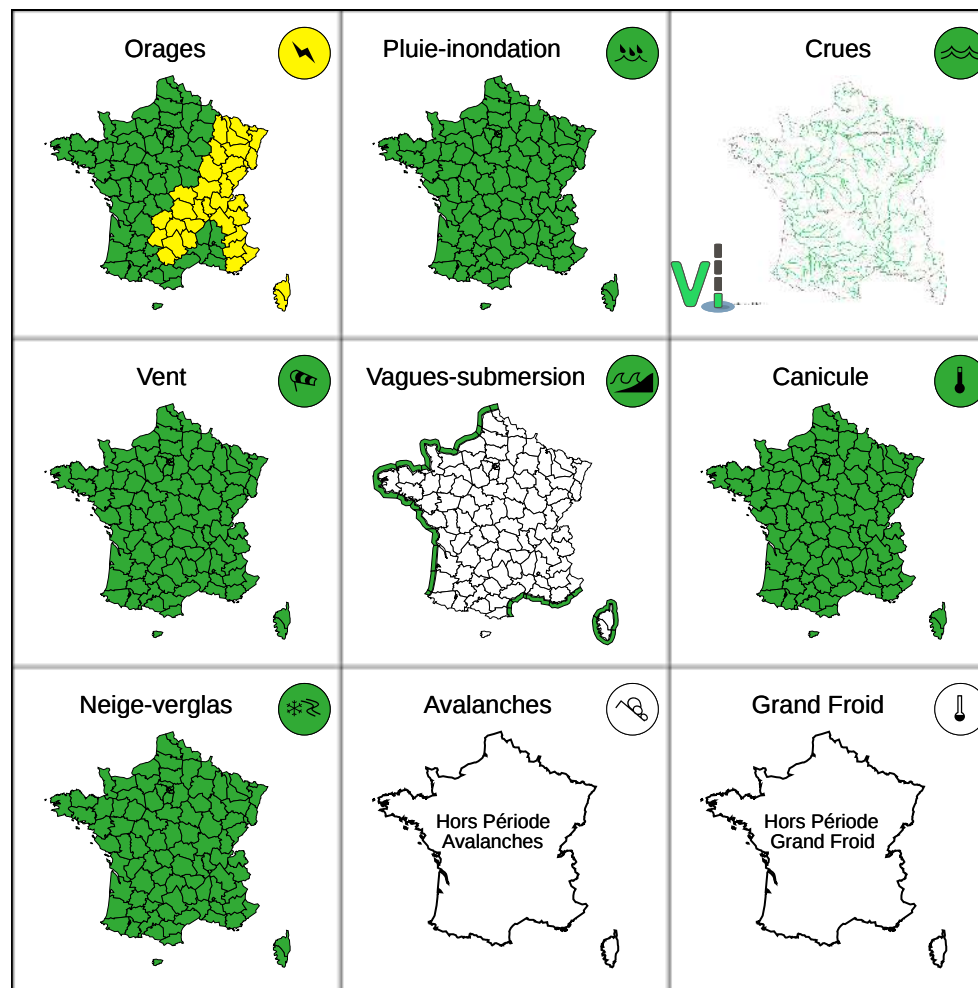 Orages
Pluie-inondation
Crues
Vent
Vagues-submersion
Canicule
Neige-verglas
Avalanches
Grand Froid
Hors Période
Avalanches
Hors Période
Grand Froid